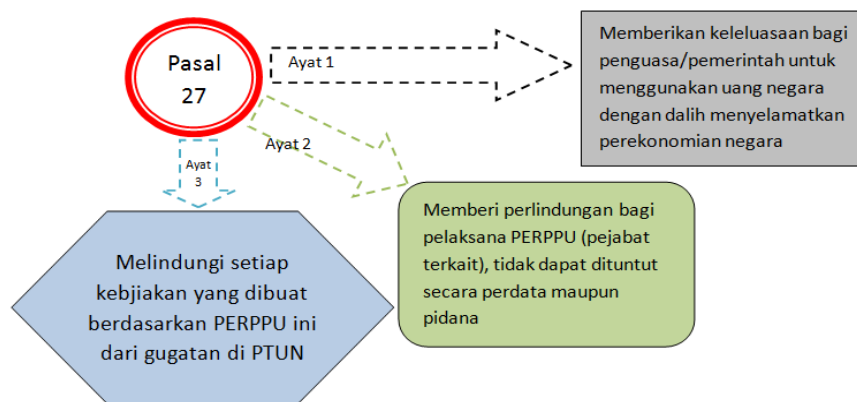 Pasal
27
Ayat 1
Memberikan keleluasaan bagi
penguasa/pemerintah untuk
menggunakan uang negara
dengan dalih menyelamatkan
perekonomian negara
Ayat 2
Memberi perlindungan bagi
pelaksana PERPPU (pejabat
terkait), tidak dapat dituntut
secara perdata maupun
pidana
Ayat
3
Melindungi setiap
kebjiakan yang dibuat
berdasarkan PERPPU ini
dari gugatan di PTUN